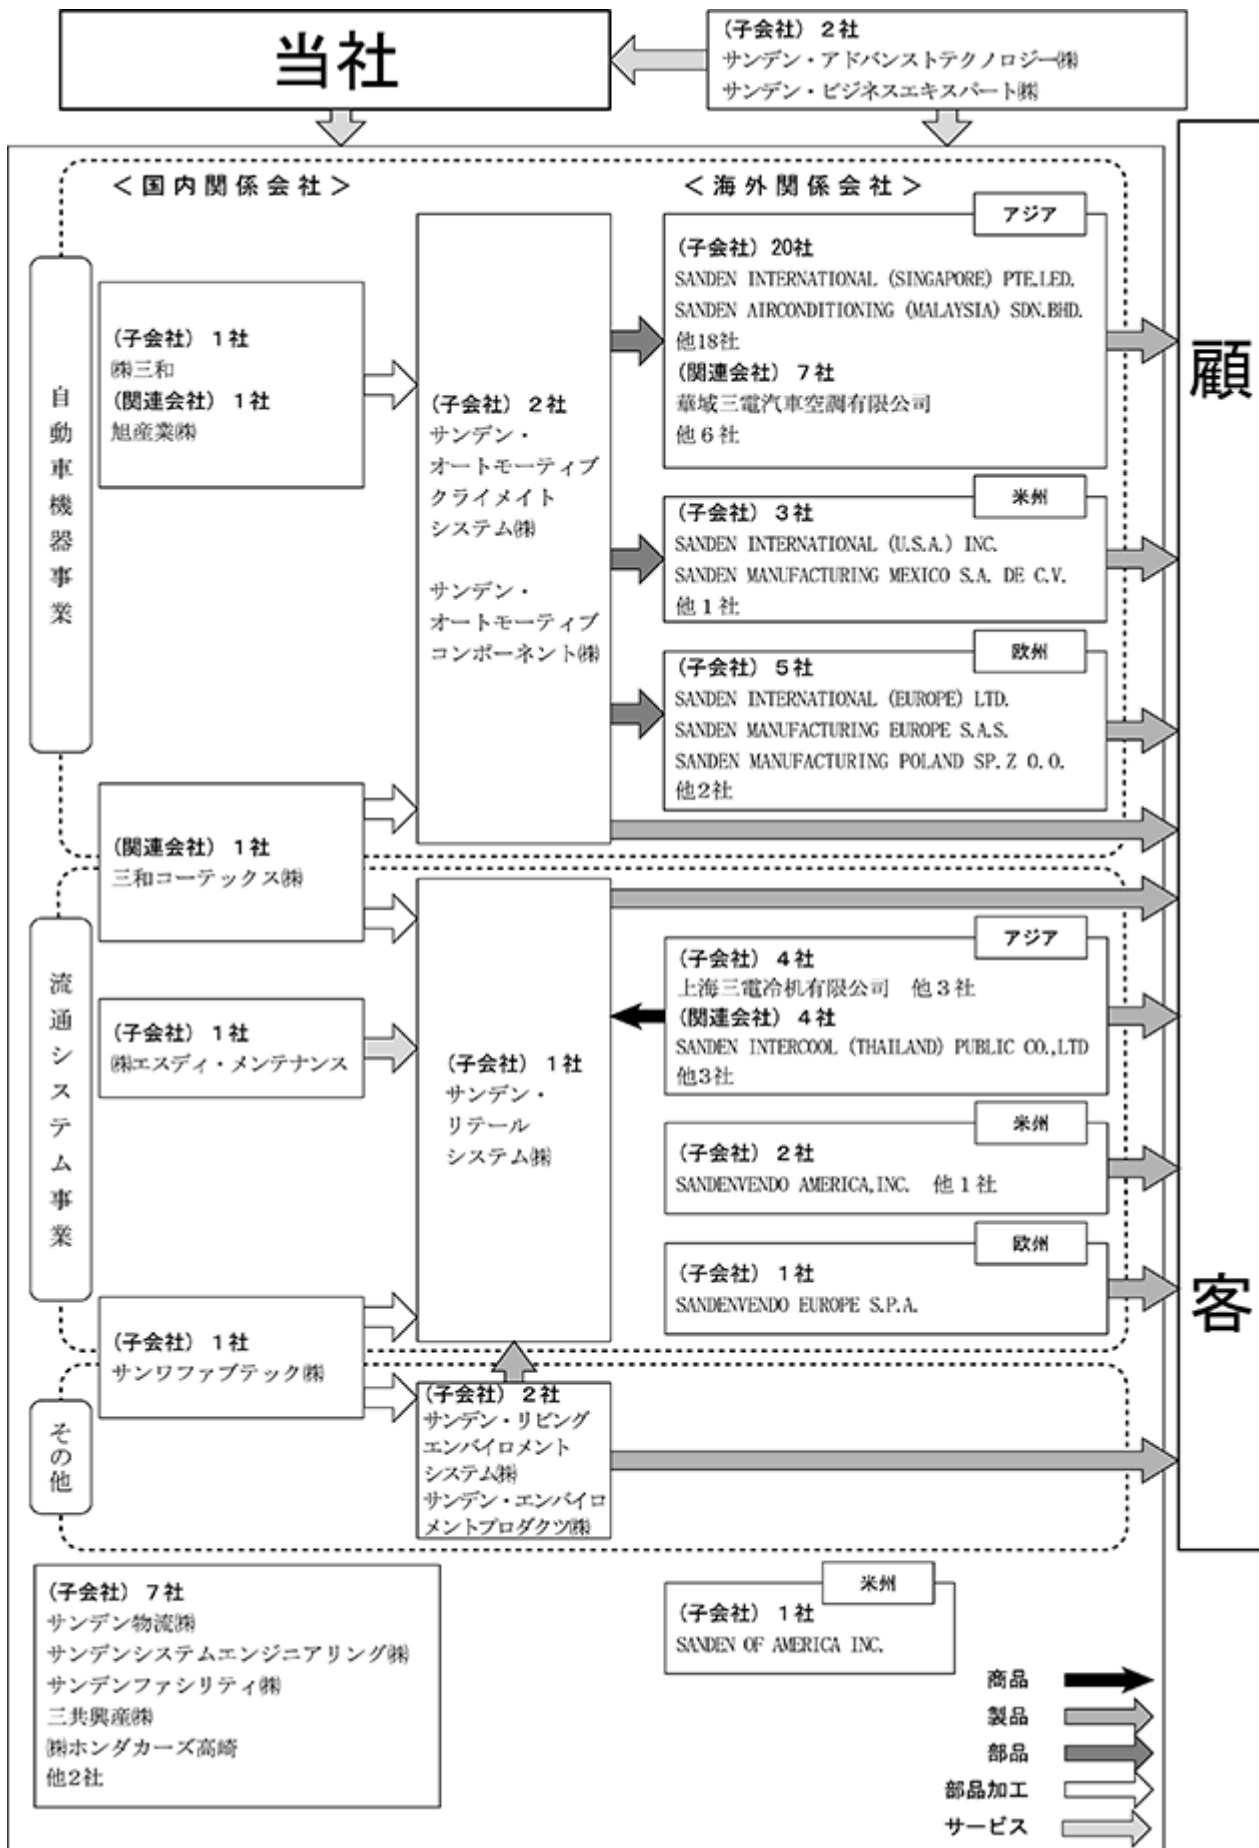 当社
(子会社) 2社
サンデン・アドバンストテクノロジー㈱
サンデン・ビジネスエキスパート㈱
顧客
＜国内関係会社＞
＜海外関係会社＞
自動車機器事業
(子会社) 1社
㈱三和
(関連会社) 1社
旭産業㈱
(子会社) 2社
サンデン・
オートモーティブ
クライメイト
システム㈱
サンデン・
オートモーティブ
コンポーネント㈱
アジア
(子会社) 20社
SANDEN INTERNATIONAL (SINGAPORE) PTE.LED.
SANDEN AIRCONDITIONING (MALAYSIA) SDN.BHD.
他18社
(関連会社) 7社
華域三電汽車空調有限公司
他6社
米州
(子会社) 3社
SANDEN INTERNATIONAL (U.S.A.) INC.
SANDEN MANUFACTURING MEXICO S.A. DE C.V.
他1社
欧州
(子会社) 5社
SANDEN INTERNATIONAL (EUROPE) LTD.
SANDEN MANUFACTURING EUROPE S.A.S.
SANDEN MANUFACTURING POLAND SP.Z O.O.
他2社
(関連会社) 1社
三和コーテックス㈱
流通システム事業
(子会社) 1社
㈱エスディ・メンテナンス
(子会社) 1社
サンデン・
リテール
システム㈱
アジア
(子会社) 4社
上海三電冷机有限公司 他3社
(関連会社) 4社
SANDEN INTERCOOL (THAILAND) PUBLIC CO.,LTD
他3社
米州
(子会社) 2社
SANDENVENDO AMERICA,INC. 他1社
欧州
(子会社) 1社
SANDENVENDO EUROPE S.P.A.
(子会社) 1社
サンワファブテック㈱
その他
(子会社) 2社
サンデン・リビング
エンバイロメント
システム㈱
サンデン・エンバイロ
メントプロダクツ㈱
(子会社) 7社
サンデン物流㈱
サンデンシステムエンジニアリング㈱
サンデンファシリティ㈱
三共興産㈱
㈱ホンダカーズ高崎
他2社
米州
(子会社) 1社
SANDEN OF AMERICA INC.
商品
製品
部品
部品加工
サービス